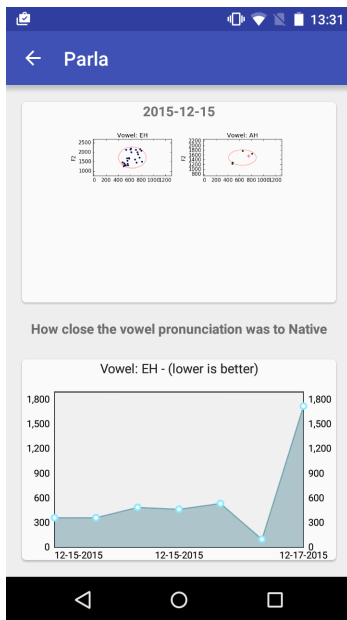 13:31
Parla
2015-12-15
Vowel: EH
Vowel: AH
2500
2000
1500
1000
F2
0 200 400 600 800 1000 1200
2200
2000
1800
1600
1400
1200
1000
800
F2
0 200 400 600 800 1000 1200
How close the vowel pronunciation was to Native
Vowel: EH - (lower is better)
1,800 1,800
1,500 1,500
1,200 1,200
900 900
600 600
300 300
0 0
12-15-2015 12-15-2015 12-17-2015